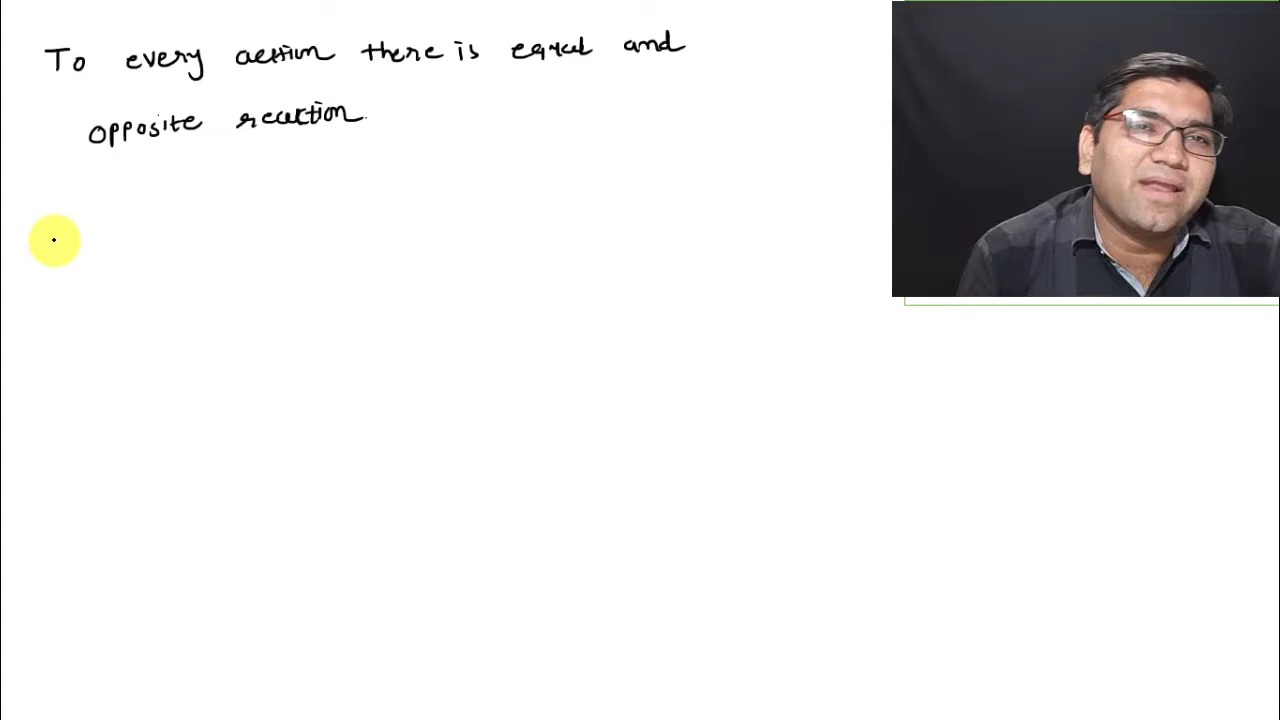 To every action there is equal and
opposite reaction.